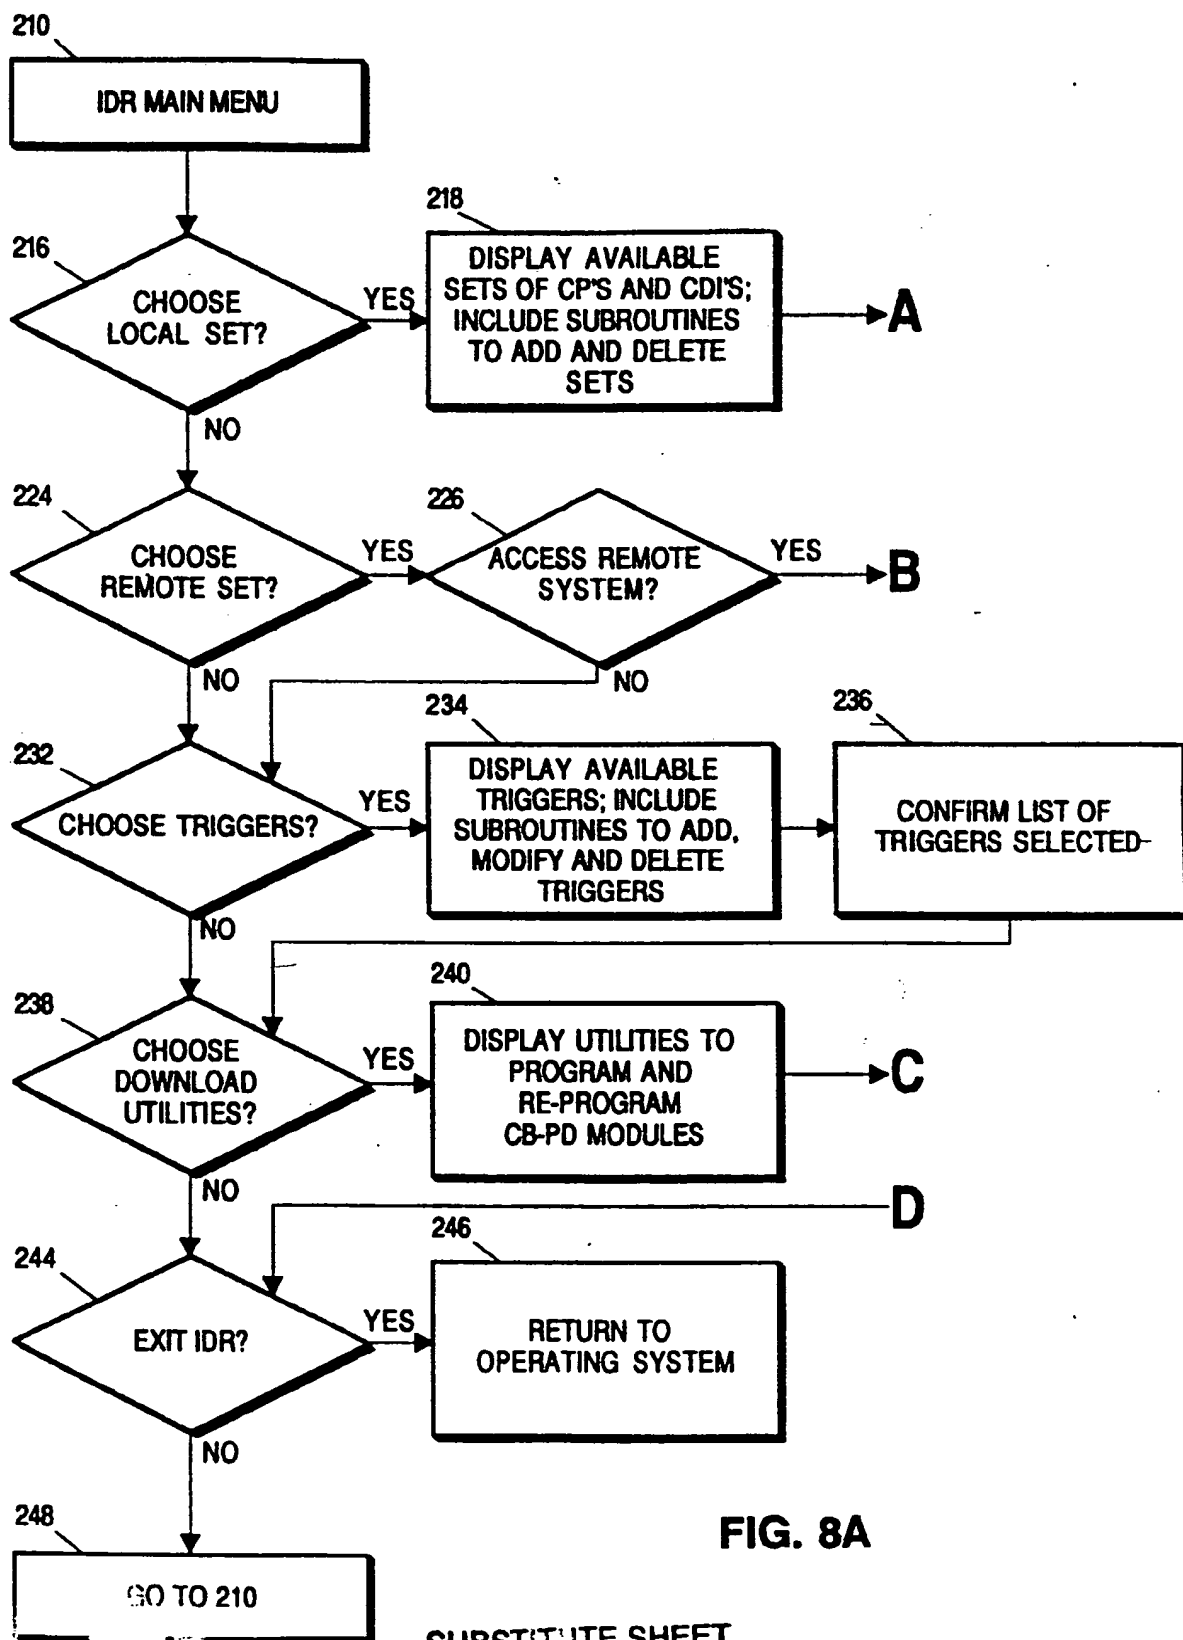 210
IDR MAIN MENU
216
CHOOSE
LOCAL SET?
YES
NO
218
DISPLAY AVAILABLE
SETS OF CP'S AND CDI'S;
INCLUDE SUBROUTINES
TO ADD AND DELETE
SETS
A
224
CHOOSE
REMOTE SET?
YES
NO
226
ACCESS REMOTE
SYSTEM?
YES
B
NO
232
CHOOSE TRIGGERS?
YES
NO
234
DISPLAY AVAILABLE
TRIGGERS; INCLUDE
SUBROUTINES TO ADD,
MODIFY AND DELETE
TRIGGERS
236
CONFIRM LIST OF
TRIGGERS SELECTED
238
CHOOSE
DOWNLOAD
UTILITIES?
YES
NO
240
DISPLAY UTILITIES TO
PROGRAM AND
RE-PROGRAM
CB-PD MODULES
C
D
244
EXIT IDR?
YES
NO
246
RETURN TO
OPERATING SYSTEM
248
GO TO 210
FIG. 8A
SUBSTITUTE SHEET